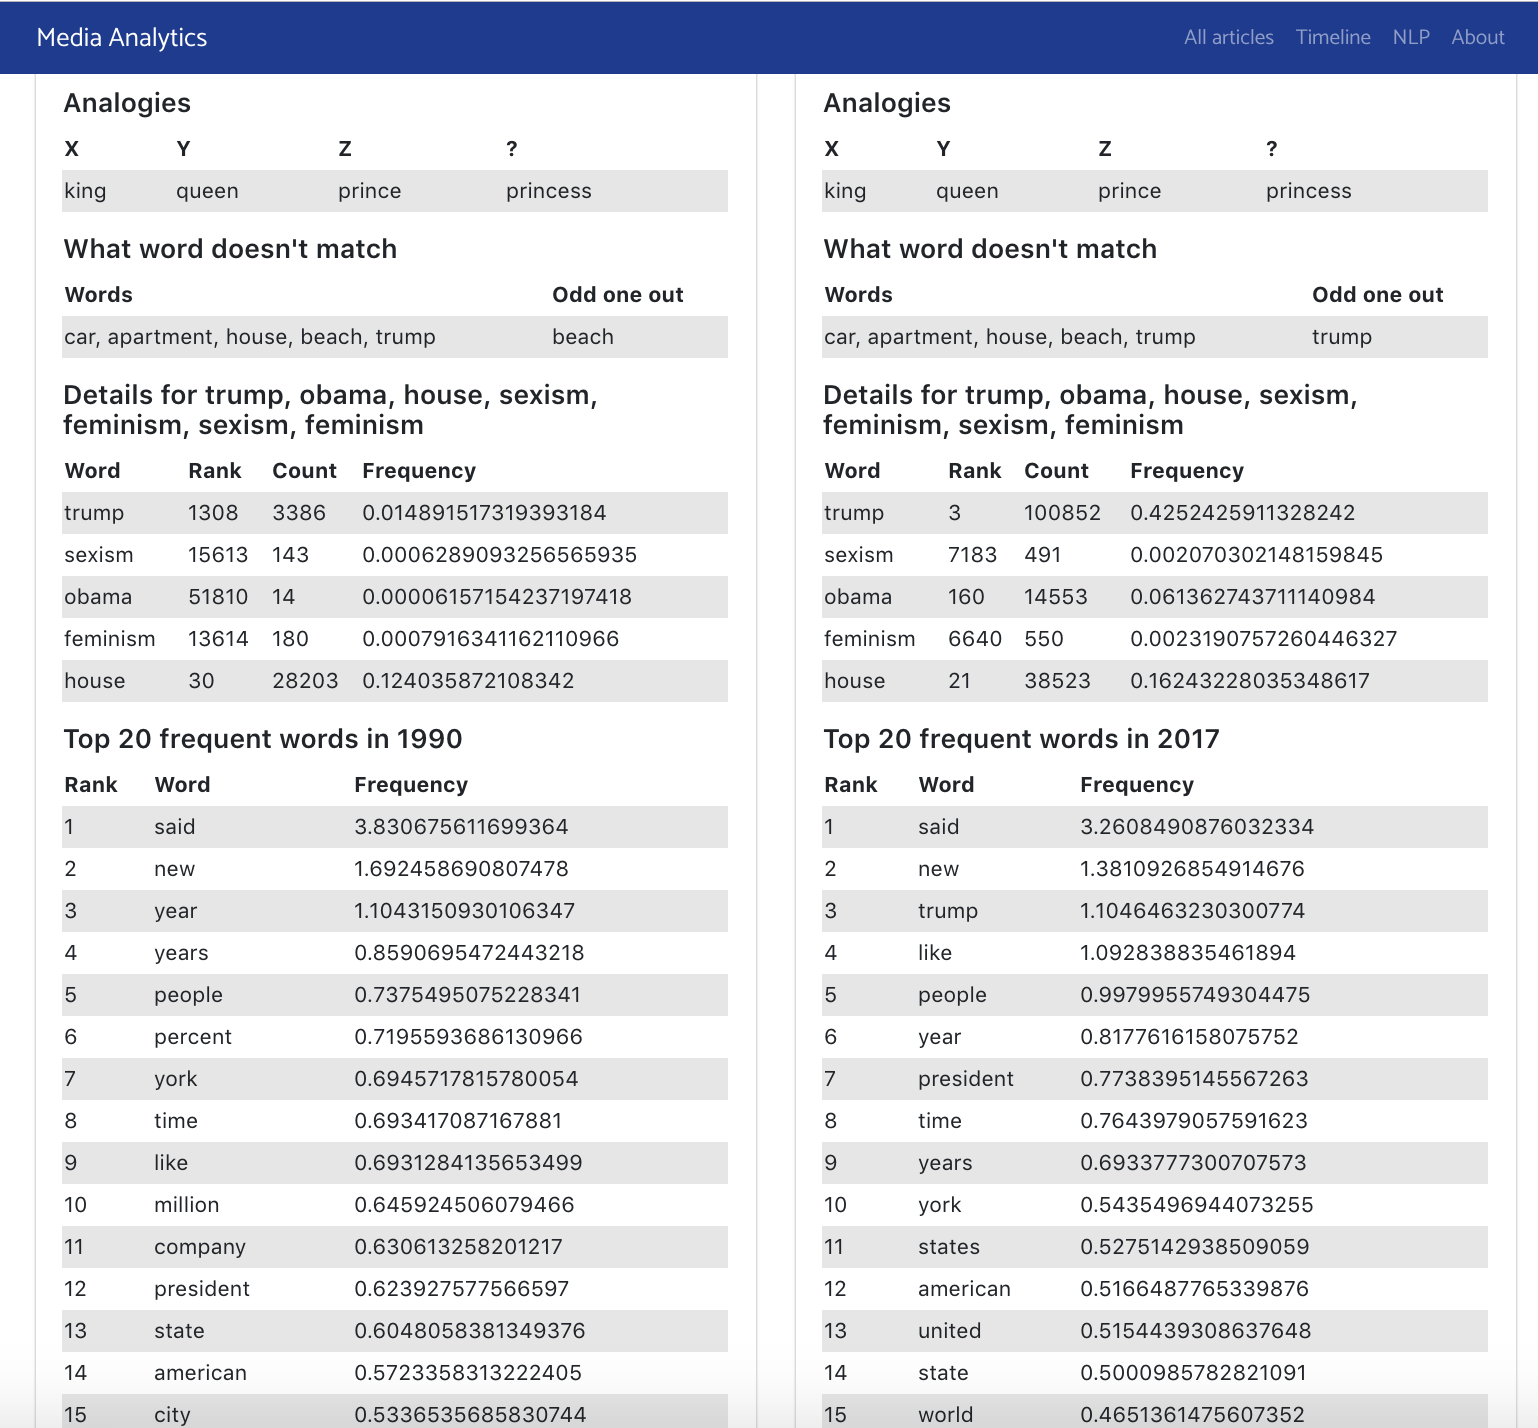 Media Analytics
All articles Timeline NLP About
Analogies
X Y Z ?
king queen prince princess
What word doesn't match
Words Odd one out
car, apartment, house, beach, trump beach
Details for trump, obama, house, sexism,
feminism, sexism, feminism
Word Rank Count Frequency
trump 1308 3386 0.014891517319393184
sexism 15613 143 0.0006289093256565935
obama 51810 14 0.00006157154237197418
feminism 13614 180 0.0007916341162110966
house 30 28203 0.124035872108342
Top 20 frequent words in 1990
Rank Word Frequency
1 said 3.830675611699364
2 new 1.692458690807478
3 year 1.1043150930106347
4 years 0.8590695472443218
5 people 0.7375495075228341
6 percent 0.7195593686130966
7 york 0.6945717815780054
8 time 0.693417087167881
9 like 0.6931284135653499
10 million 0.645924506079466
11 company 0.630613258201217
12 president 0.623927577566597
13 state 0.6048058381349376
14 american 0.5723358313222405
15 city 0.5336535685830744
Analogies
X Y Z ?
king queen prince princess
What word doesn't match
Words Odd one out
car, apartment, house, beach, trump trump
Details for trump, obama, house, sexism,
feminism, sexism, feminism
Word Rank Count Frequency
trump 3 100852 0.4252425911328242
sexism 7183 491 0.002070302148159845
obama 160 14553 0.061362743711140984
feminism 6640 550 0.0023190757260446327
house 21 38523 0.16243228035348617
Top 20 frequent words in 2017
Rank Word Frequency
1 said 3.2608490876032334
2 new 1.3810926854914676
3 trump 1.1046463230300774
4 like 1.092838835461894
5 people 0.9979955749304475
6 year 0.8177616158075752
7 president 0.7738395145567263
8 time 0.7643979057591623
9 years 0.6933777300707573
10 york 0.5435496944073255
11 states 0.5275142938509059
12 american 0.5166487765339876
13 united 0.5154439308637648
14 state 0.5000985782821091
15 world 0.4651361475607352